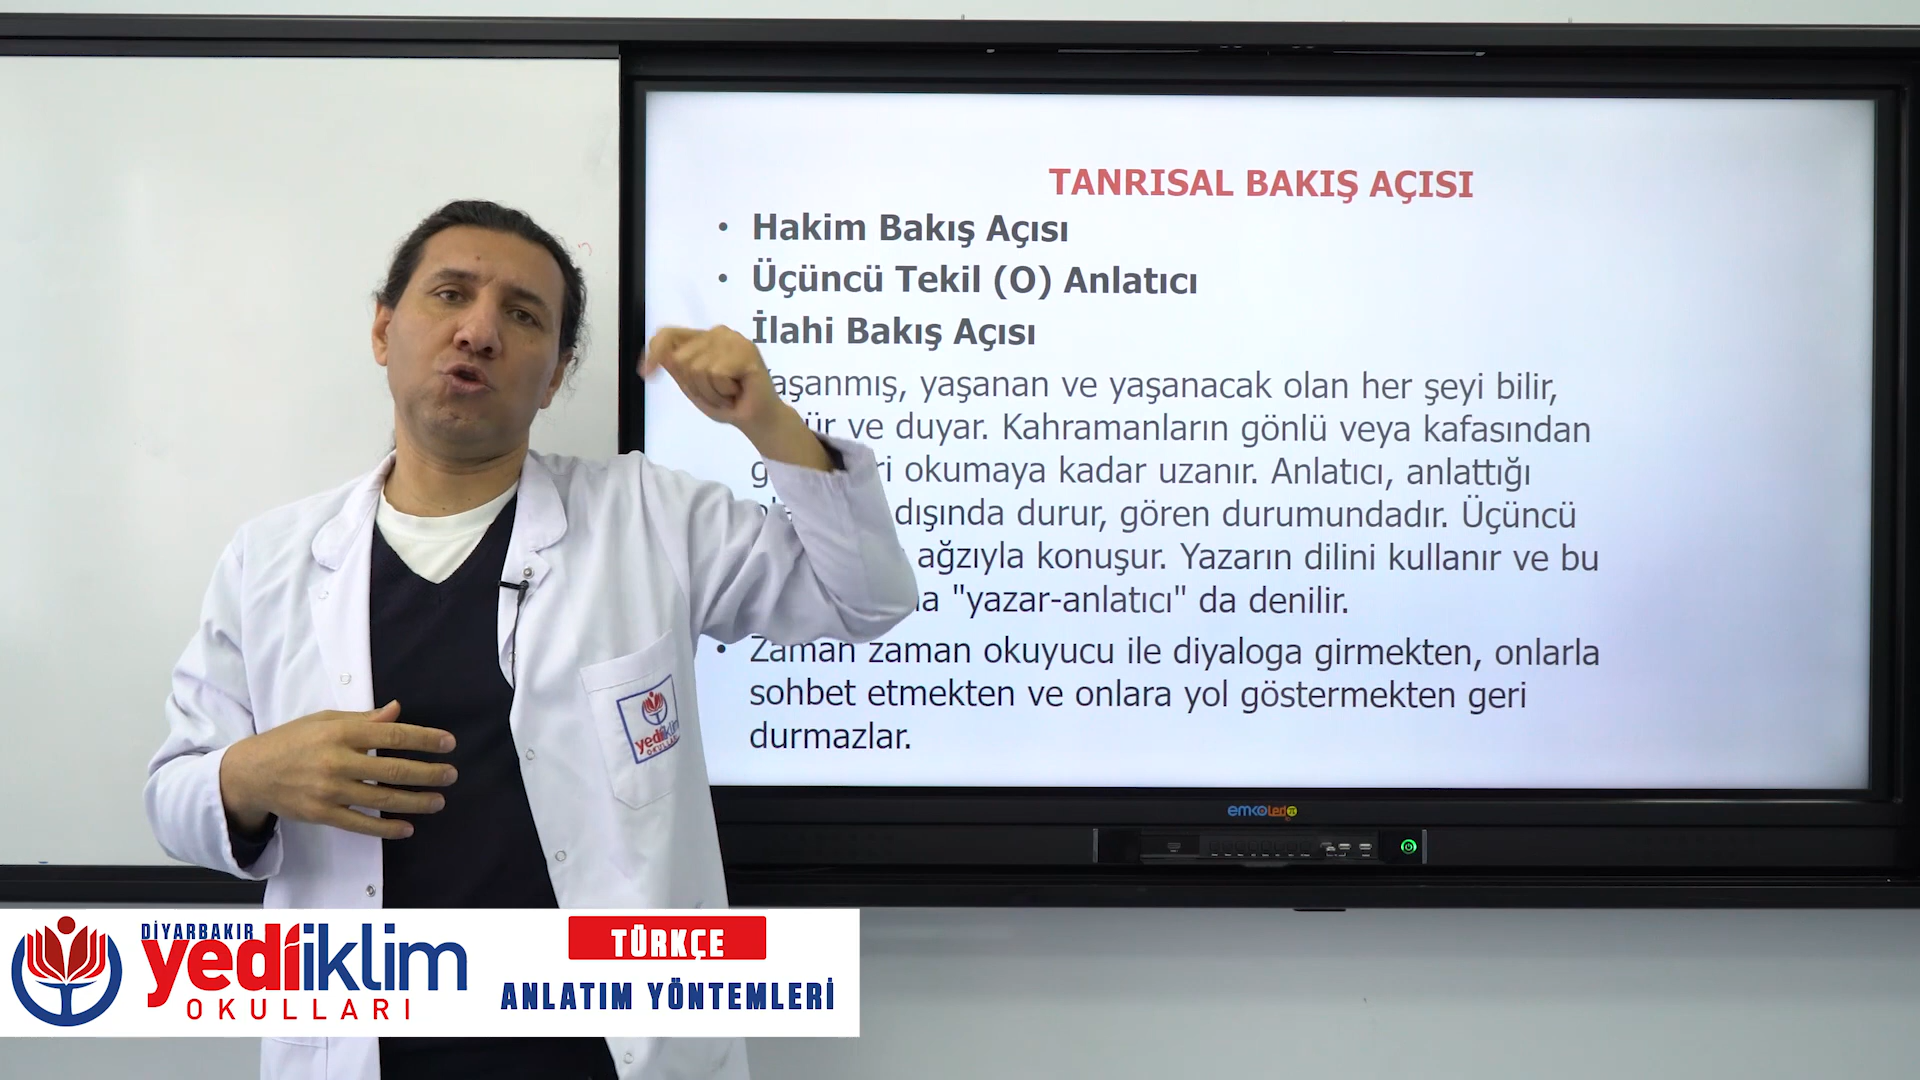 TANRISAL BAKIŞ AÇISI
• Hakim Bakış Açısı
• Üçüncü Tekil (O) Anlatıcı
İlahi Bakış Açısı
yaşanan ve yaşanacak olan her şeyi bilir,
ve duyar. Kahramanların gönlü veya kafasından
okumaya kadar uzanır. Anlatıcı, anlattığı
dışında durur, gören durumundadır. Üçüncü
ağzıyla konuşur. Yazarın dilini kullanır ve bu
"yazar-anlatıcı" da denilir.
• Zaman zaman okuyucu ile diyaloga girmekten, onlarla
sohbet etmekten ve onlara yol göstermekten geri
durmazlar.
yediiklim
OKULLARI
emkoled
DİYARBAKIR
yediiklim
OKULLARI
TÜRKÇE
ANLATIM YÖNTEMLERİ